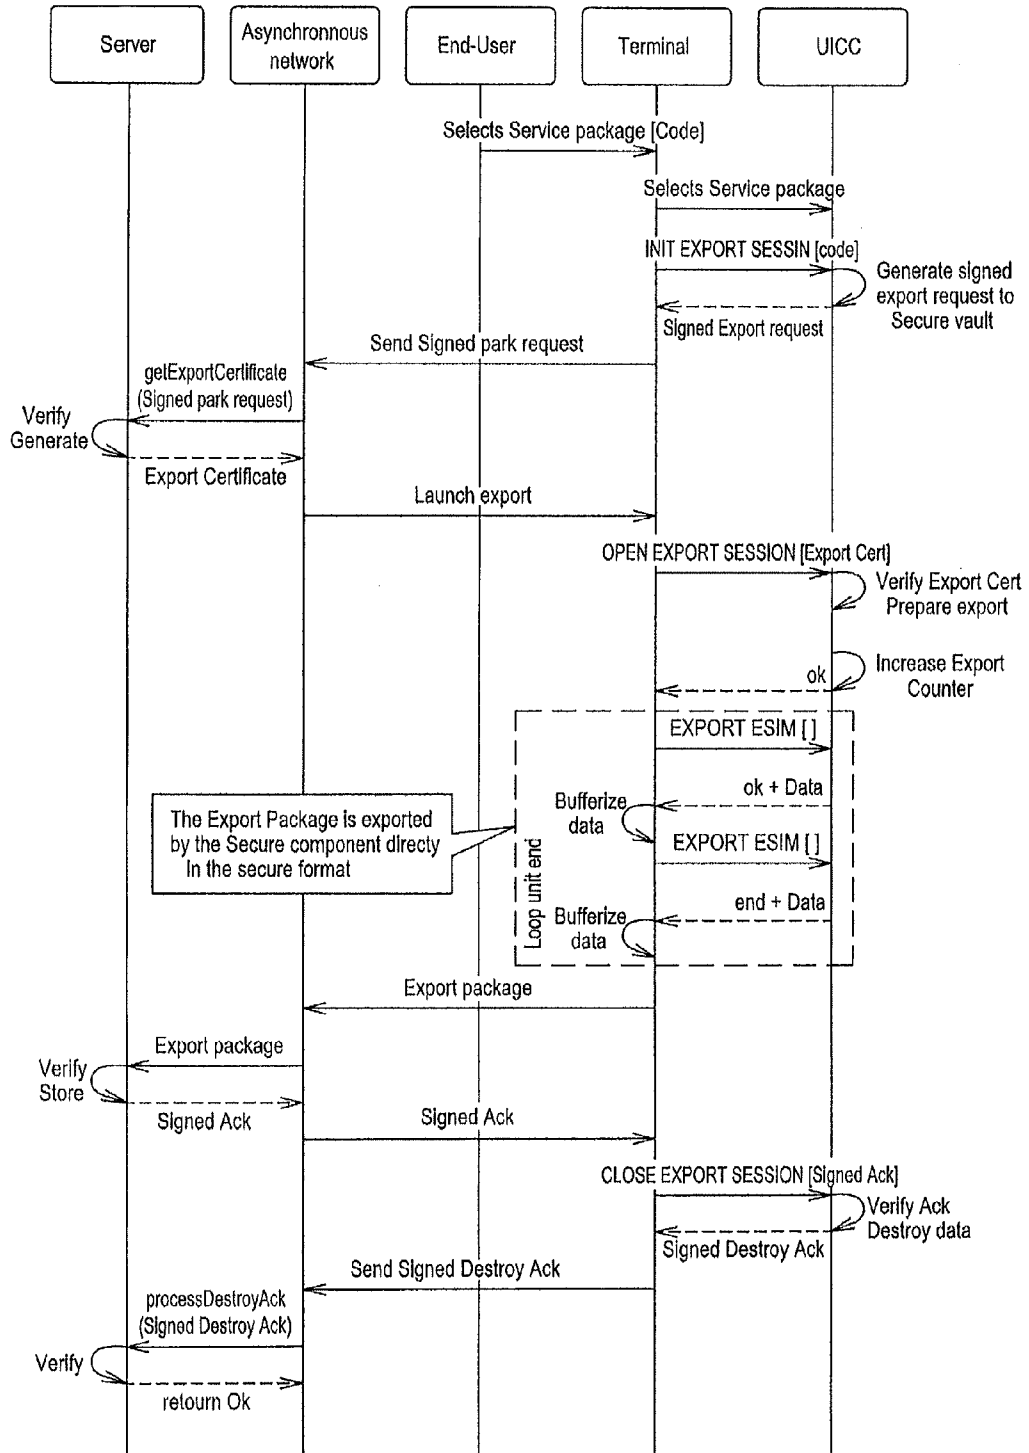 Server
Asynchronnous
network
End-User
Terminal
UICC
Selects Service package [Code]
Selects Service package
INIT EXPORT SESSIN [code]
Generate signed
export request to
Secure vault
Signed Export request
Send Signed park request
getExportCertificate
(Signed park request)
Verify
Generate
Export Certificate
Launch export
OPEN EXPORT SESSION [Export Cert]
Verify Export Cert
Prepare export
Increase Export
Counter
ok
EXPORT ESIM [ ]
ok + Data
Bufferize
data
The Export Package is exported
by the Secure component directy
In the secure format
EXPORT ESIM [ ]
Loop unit end
end + Data
Bufferize
data
Export package
Export package
Verify
Store
Signed Ack
Signed Ack
CLOSE EXPORT SESSION [Signed Ack]
Verify Ack
Destroy data
Signed Destroy Ack
Send Signed Destroy Ack
processDestroyAck
(Signed Destroy Ack)
Verify
retourn Ok